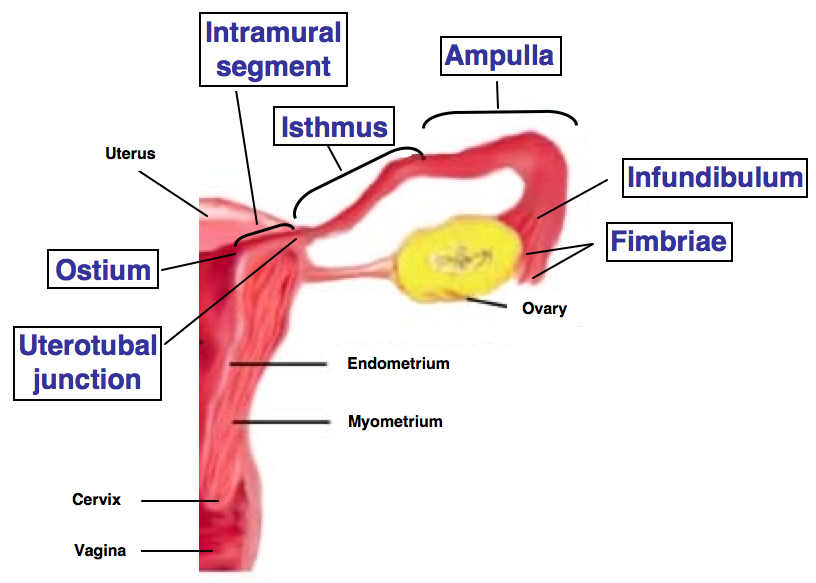 Intramural
segment
Ampulla
Isthmus
Uterus
Infundibulum
Fimbriae
Ostium
Ovary
Uterotubal
junction
Endometrium
Myometrium
Cervix
Vagina